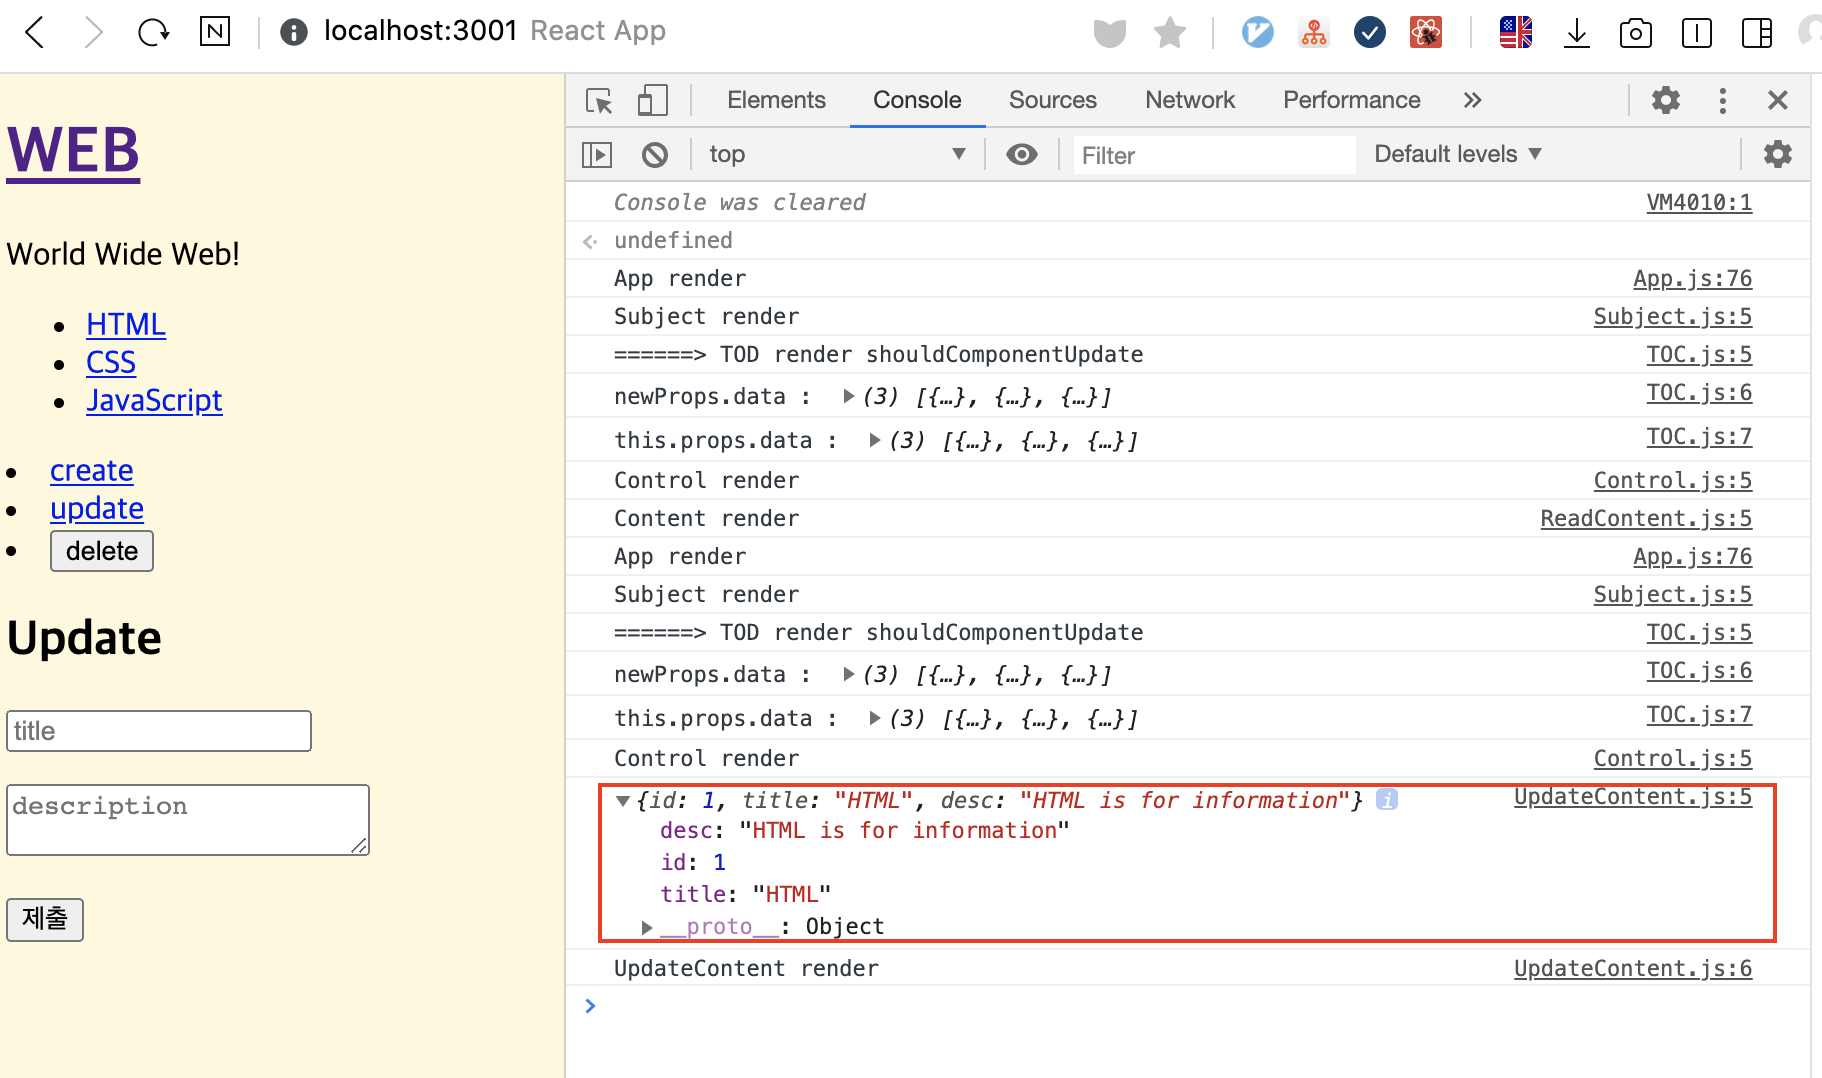 localhost:3001 React App
WEB
World Wide Web!
HTML
CSS
JavaScript
create
update
delete
Update
title
description
제출
Elements Console Sources Network Performance
top Filter Default levels
Console was cleared VM4010:1
undefined
App render App.js:76
Subject render Subject.js:5
======> TOD render shouldComponentUpdate TOC.js:5
newProps.data : (3) [{…}, {…}, {…}] TOC.js:6
this.props.data : (3) [{…}, {…}, {…}] TOC.js:7
Control render Control.js:5
Content render ReadContent.js:5
App render App.js:76
Subject render Subject.js:5
======> TOD render shouldComponentUpdate TOC.js:5
newProps.data : (3) [{…}, {…}, {…}] TOC.js:6
this.props.data : (3) [{…}, {…}, {…}] TOC.js:7
Control render Control.js:5
{id: 1, title: "HTML", desc: "HTML is for information"} i UpdateContent.js:5
desc: "HTML is for information"
id: 1
title: "HTML"
__proto__: Object
UpdateContent render UpdateContent.js:6